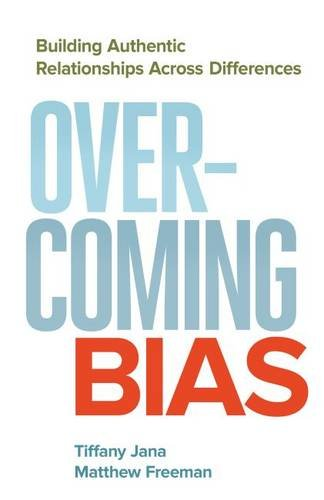 Building Authentic
Relationships Across Differences
OVER-
COMING
BIAS
Tiffany Jana
Matthew Freeman